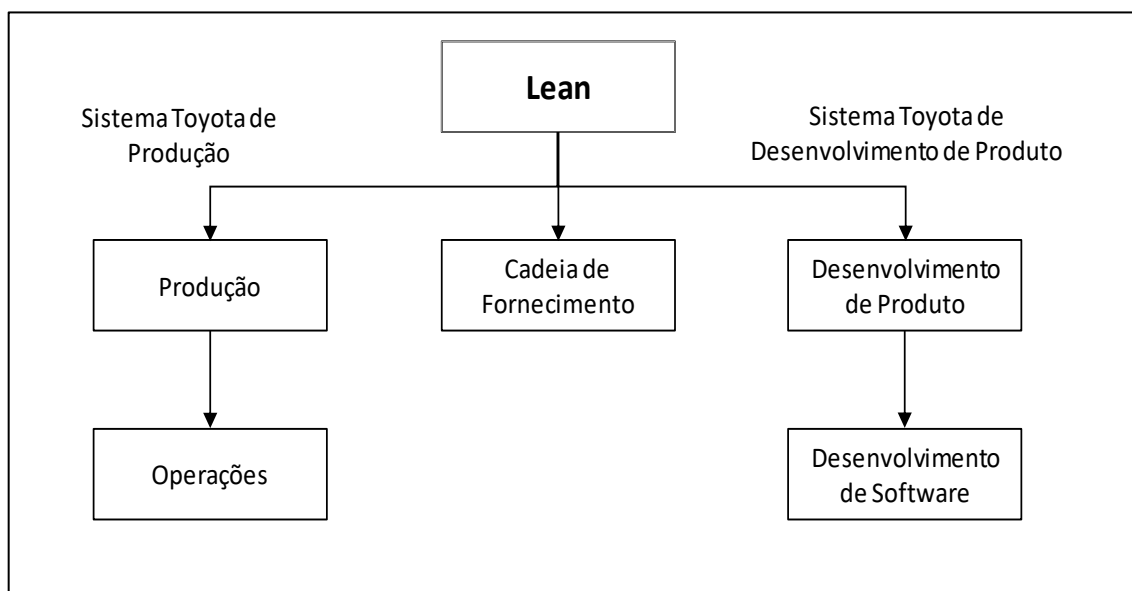 Lean
Sistema Toyota de
Produção
Sistema Toyota de
Desenvolvimento de Produto
Produção
Cadeia de
Fornecimento
Desenvolvimento
de Produto
Operações
Desenvolvimento
de Software